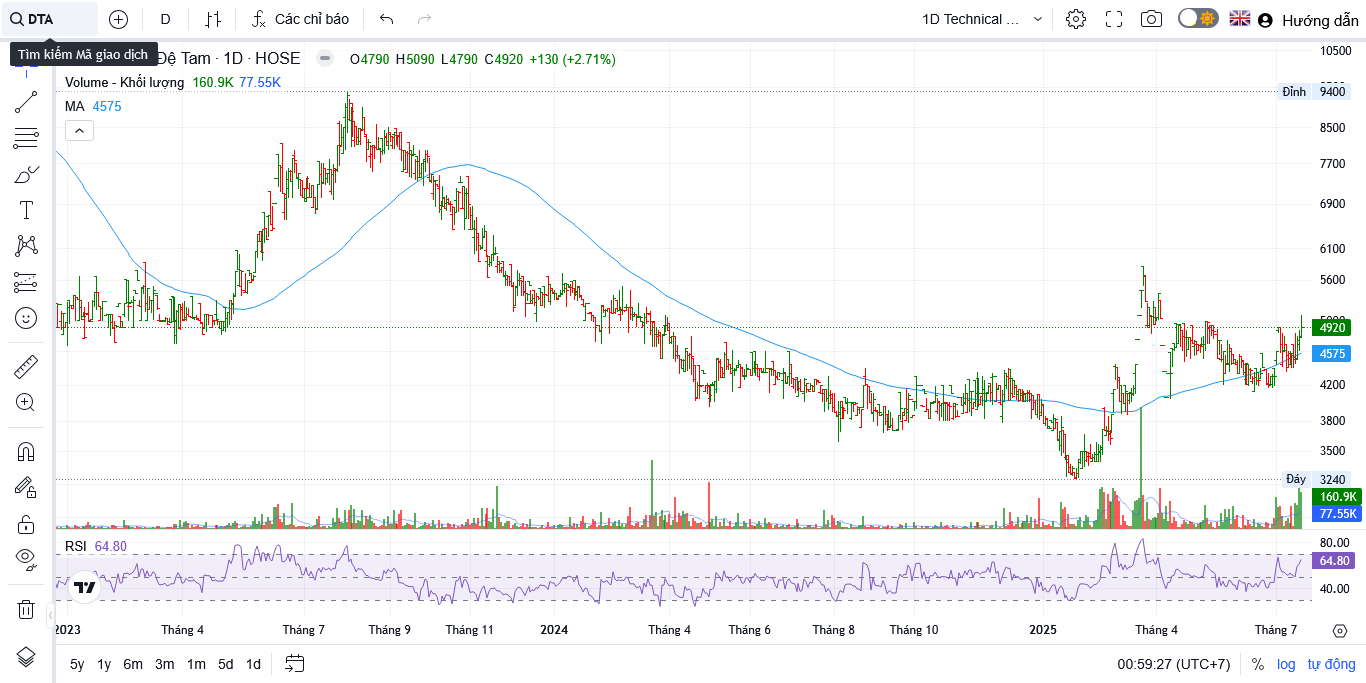 DTA D Các chỉ báo 1D Technical ... Hướng dẫn
Tìm kiếm Mã giao dịch Đệ Tam · 1D · HOSE O4790 H5090 L4790 C4920 +130 (+2.71%)
Volume - Khối lượng 160.9K 77.55K
MA 4575
10500
Đỉnh 9400
8500
7700
6900
6100
5600
4920
4575
4200
3800
3500
Đáy 3240
160.9K
77.55K
RSI 64.80
80.00
64.80
40.00
2023 Tháng 4 Tháng 7 Tháng 9 Tháng 11 2024 Tháng 4 Tháng 6 Tháng 8 Tháng 10 2025 Tháng 4 Tháng 7
5y 1y 6m 3m 1m 5d 1d 00:59:27 (UTC+7) % log tự động